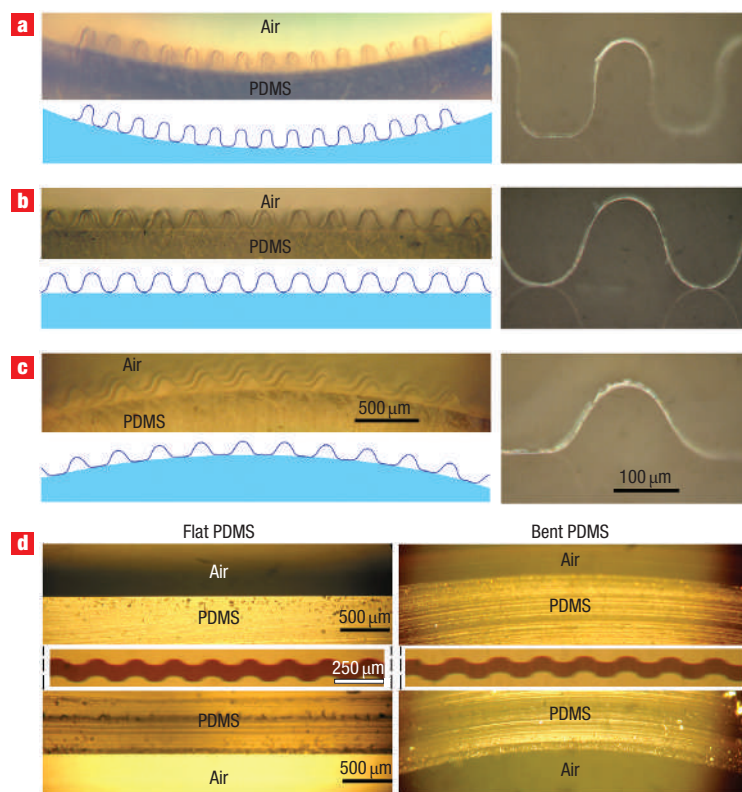 a
Air
PDMS
b
Air
PDMS
c
Air
PDMS
500 μm
100 μm
Flat PDMS
Bent PDMS
d
Air
PDMS
500 μm
Air
PDMS
250 μm
PDMS
Air
500 μm
PDMS
Air